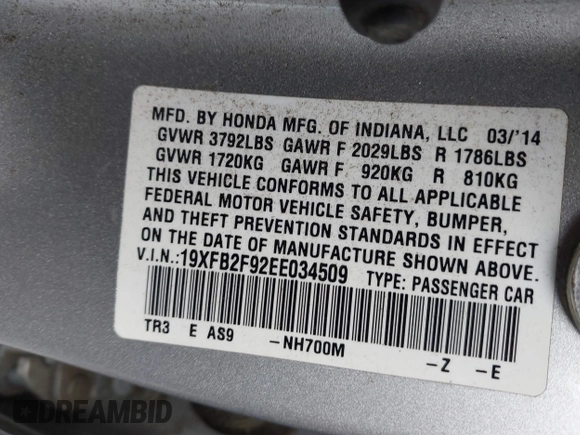 MFD. BY HONDA MFG. OF INDIANA, LLC 03/'14
GVWR 3792LBS GAWR F 2029LBS R 1786LBS
GVWR 1720KG GAWR F 920KG R 810KG
THIS VEHICLE CONFORMS TO ALL APPLICABLE
FEDERAL MOTOR VEHICLE SAFETY, BUMPER,
AND THEFT PREVENTION STANDARDS IN EFFECT
ON THE DATE OF MANUFACTURE SHOWN ABOVE.
V.I.N.:19XFB2F92EE034509 TYPE: PASSENGER CAR
TR3 E AS9 -NH700M -Z -E
DREAMBID